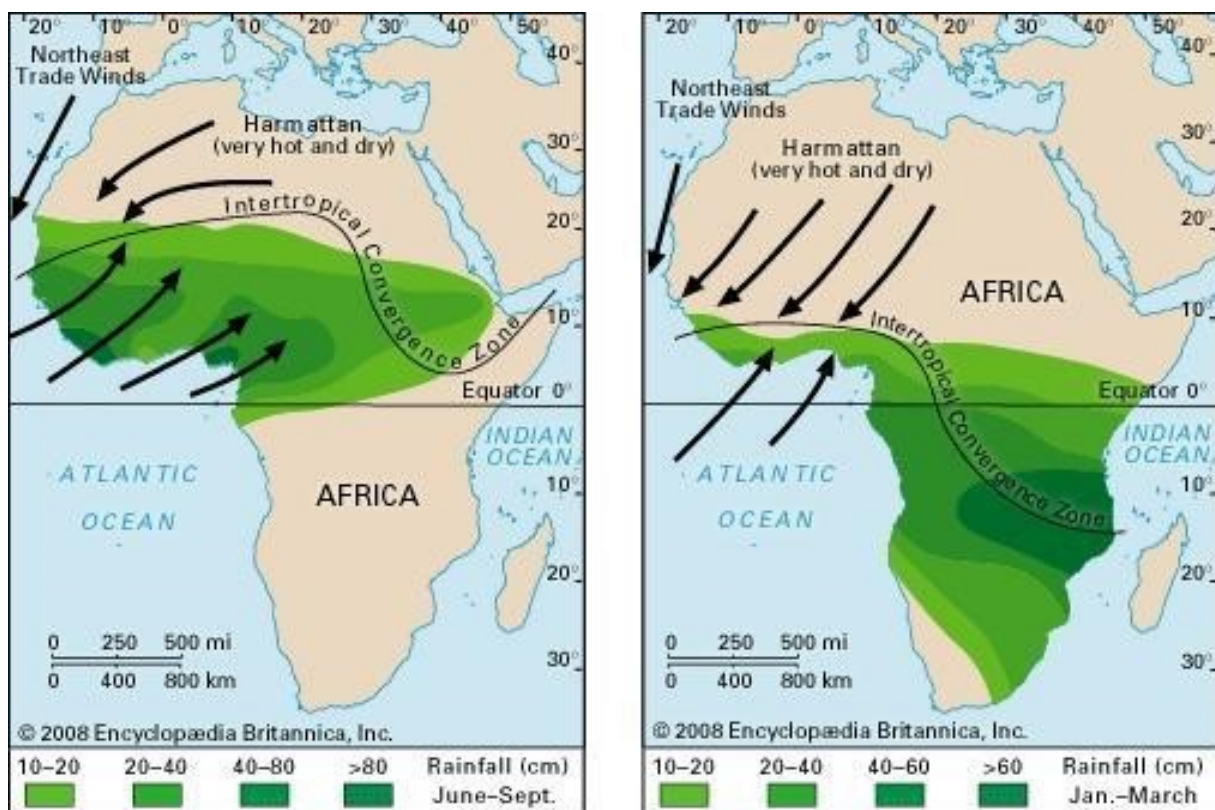 20° 10° 0° 10° 20° 30° 40° 50°
40°
Northeast
Trade Winds
Harmattan
(very hot and dry)
30°
Intertropical Convergence Zone
20°
10°
Equator 0°
INDIAN
OCEAN
ATLANTIC
OCEAN
AFRICA
10°
20°
0 250 500 mi
0 400 800 km
30°
© 2008 Encyclopædia Britannica, Inc.
10–20 20–40 40–80 >80 Rainfall (cm)
June–Sept.
20° 10° 0° 10° 20° 30° 40° 50°
40°
Northeast
Trade Winds
Harmattan
(very hot and dry)
30°
20°
AFRICA
10°
Intertropical Convergence Zone
Equator 0°
INDIAN
OCEAN
ATLANTIC
OCEAN
10°
20°
0 250 500 mi
0 400 800 km
30°
© 2008 Encyclopædia Britannica, Inc.
10–20 20–40 40–60 >60 Rainfall (cm)
Jan.–March